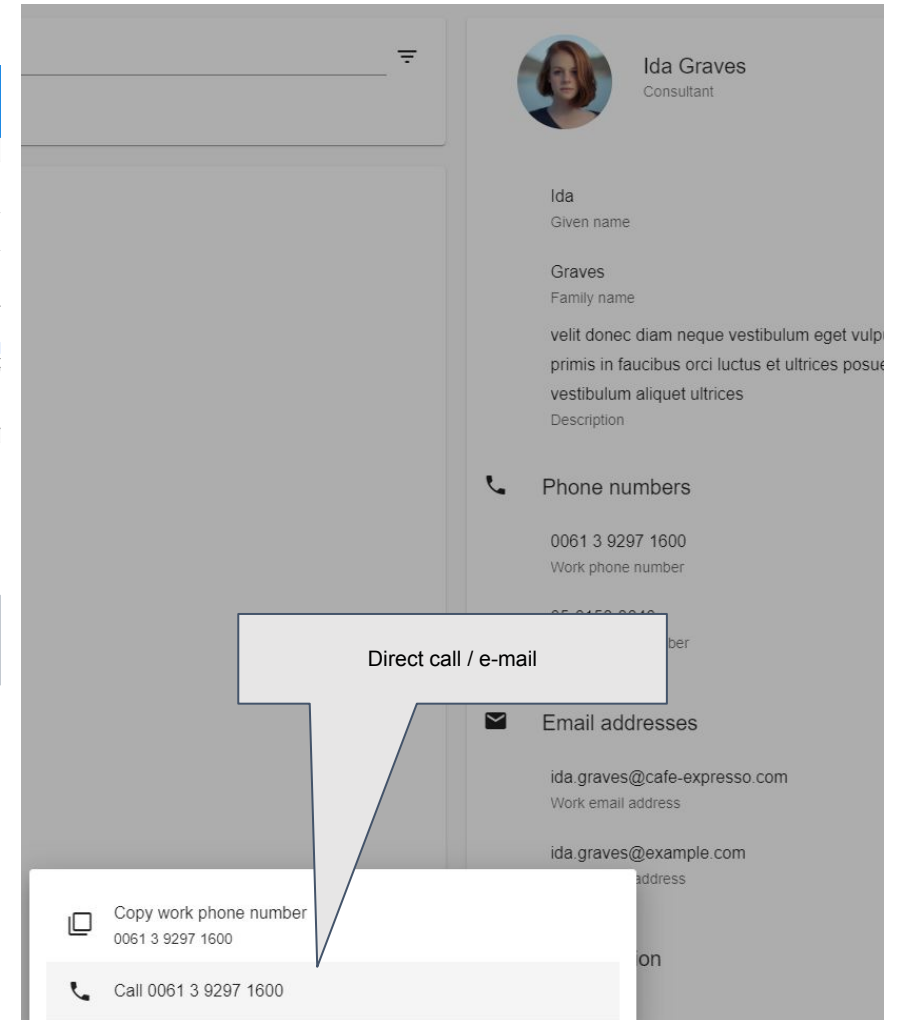 Ida Graves
Consultant
Ida
Given name
Graves
Family name
velit donec diam neque vestibulum eget
primis in faucibus orci luctus et ultrices
vestibulum aliquet ultrices
Description
Phone numbers
0061 3 9297 1600
Work phone number
Direct call / e-mail
Email addresses
ida.graves@cafe-expresso.com
Work email address
ida.graves@example.com
address
Copy work phone number
0061 3 9297 1600
Call 0061 3 9297 1600